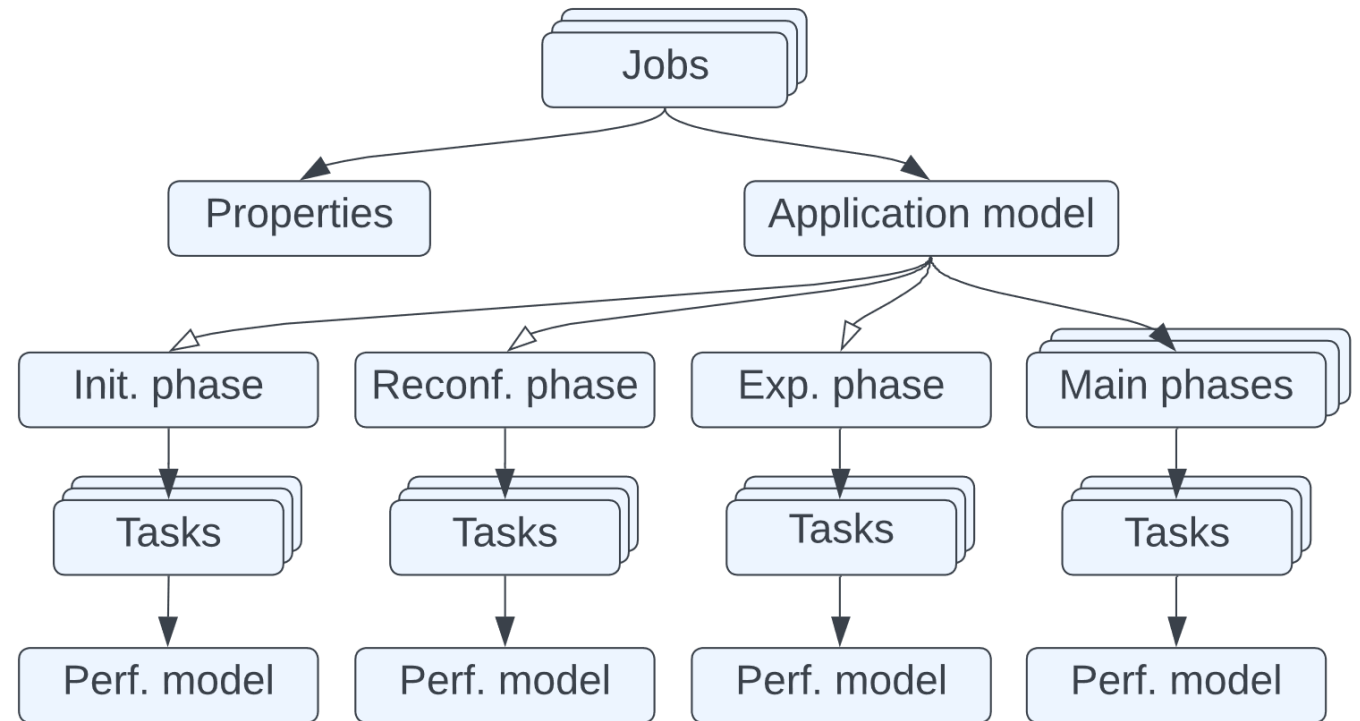 Jobs
Properties
Application model
Init. phase
Reconf. phase
Exp. phase
Main phases
Tasks
Tasks
Tasks
Tasks
Perf. model
Perf. model
Perf. model
Perf. model